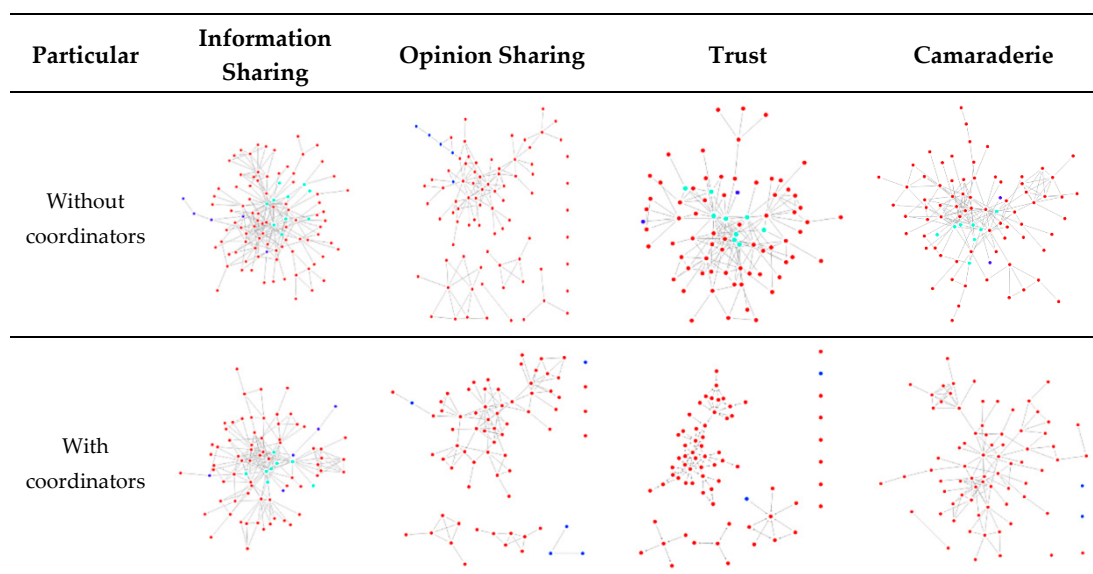 Particular
Information
Sharing
Opinion Sharing
Trust
Camaraderie
Without
coordinators
With
coordinators